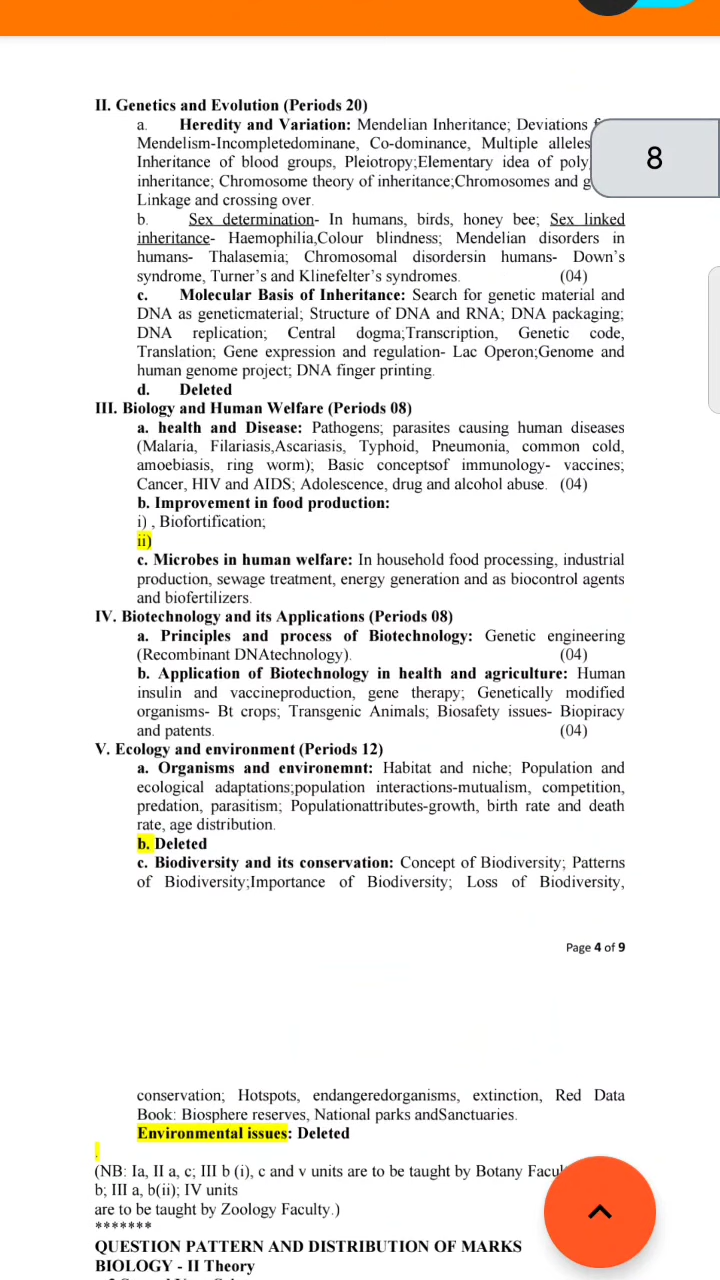 II. Genetics and Evolution (Periods 20)
a. Heredity and Variation: Mendelian Inheritance; Deviations
8
Mendelism-Incompletedominane, Co-dominance, Multiple alleles
Inheritance of blood groups, Pleiotropy;Elementary idea of poly
inheritance; Chromosome theory of inheritance;Chromosomes and
Linkage and crossing over.
b. Sex determination- In humans, birds, honey bee; Sex linked
inheritance- Haemophilia,Colour blindness; Mendelian disorders in
humans- Thalasemia; Chromosomal disordersin humans- Down's
syndrome, Turner's and Klinefelter's syndromes. (04)
c. Molecular Basis of Inheritance: Search for genetic material and
DNA as geneticmaterial; Structure of DNA and RNA; DNA packaging;
DNA replication; Central dogma;Transcription, Genetic code,
Translation; Gene expression and regulation- Lac Operon;Genome and
human genome project; DNA finger printing.
d. Deleted
III. Biology and Human Welfare (Periods 08)
a. health and Disease: Pathogens; parasites causing human diseases
(Malaria, Filariasis,Ascariasis, Typhoid, Pneumonia, common cold,
amoebiasis, ring worm); Basic conceptsof immunology- vaccines;
Cancer, HIV and AIDS; Adolescence, drug and alcohol abuse. (04)
b. Improvement in food production:
i) , Biofortification;
ii)
c. Microbes in human welfare: In household food processing, industrial
production, sewage treatment, energy generation and as biocontrol agents
and biofertilizers.
IV. Biotechnology and its Applications (Periods 08)
a. Principles and process of Biotechnology: Genetic engineering
(Recombinant DNAtechnology). (04)
b. Application of Biotechnology in health and agriculture: Human
insulin and vaccineproduction, gene therapy; Genetically modified
organisms- Bt crops; Transgenic Animals; Biosafety issues- Biopiracy
and patents. (04)
V. Ecology and environment (Periods 12)
a. Organisms and environemnt: Habitat and niche; Population and
ecological adaptations;population interactions-mutualism, competition,
predation, parasitism; Populationattributes-growth, birth rate and death
rate, age distribution.
b. Deleted
c. Biodiversity and its conservation: Concept of Biodiversity; Patterns
of Biodiversity;Importance of Biodiversity; Loss of Biodiversity,
Page 4 of 9
conservation; Hotspots, endangeredorganisms, extinction, Red Data
Book: Biosphere reserves, National parks andSanctuaries.
Environmental issues: Deleted
.
(NB: Ia, II a, c; III b (i), c and v units are to be taught by Botany
b; III a, b(ii); IV units
are to be taught by Zoology Faculty.)
*******
QUESTION PATTERN AND DISTRIBUTION OF MARKS
BIOLOGY - II Theory